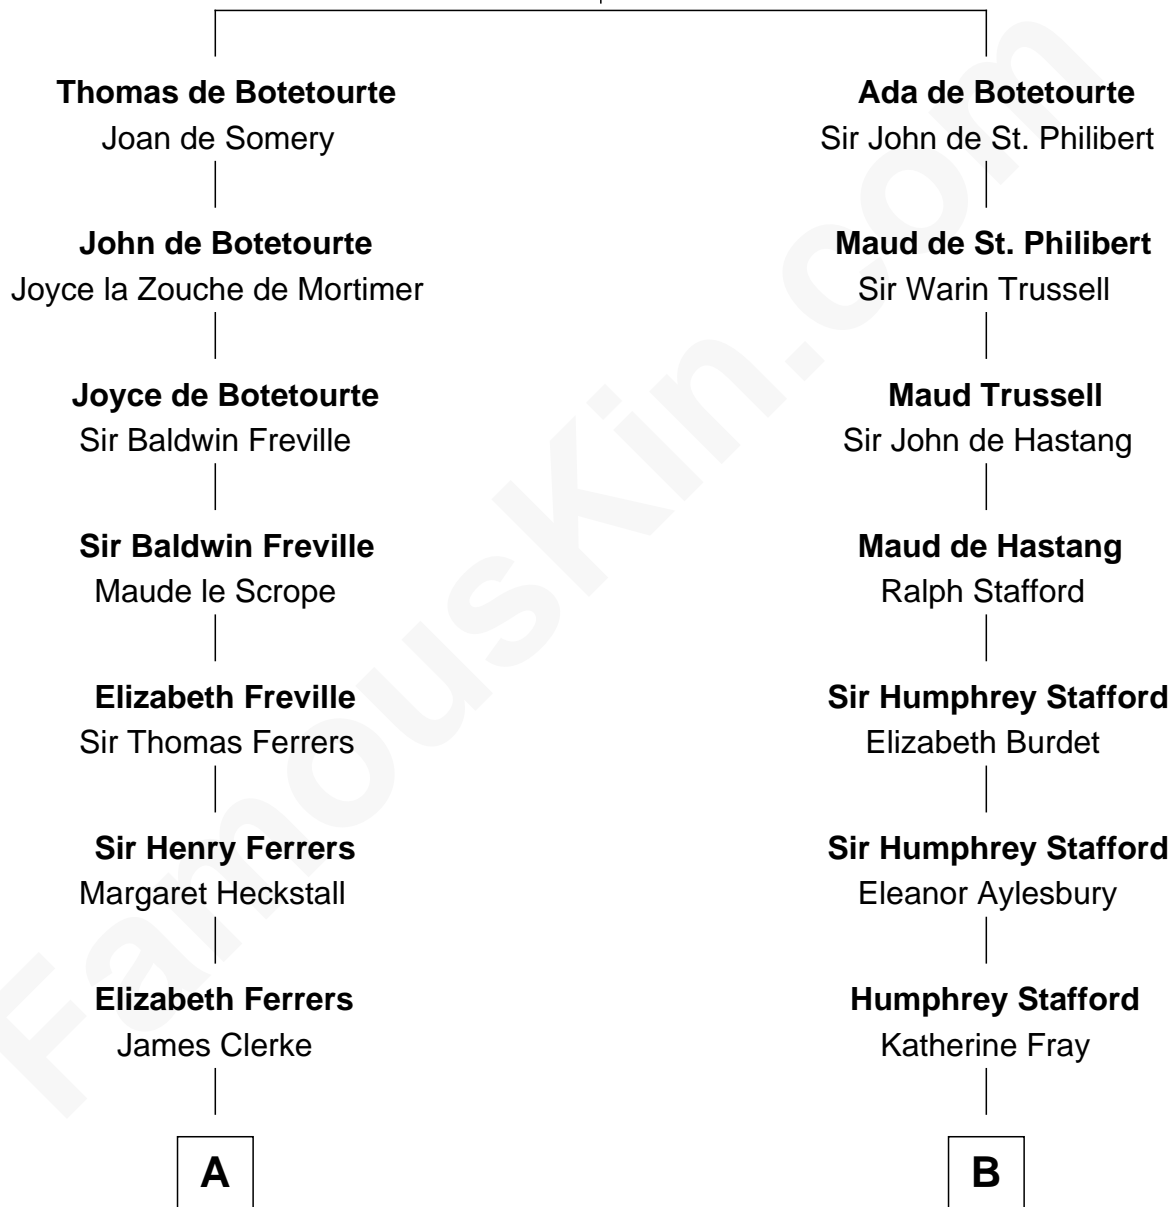 Thomas de Botetourte
Joan de Somery
John de Botetourte
Joyce la Zouche de Mortimer
Joyce de Botetourte
Sir Baldwin Freville
Sir Baldwin Freville
Maude le Scrope
Elizabeth Freville
Sir Thomas Ferrers
Sir Henry Ferrers
Margaret Heckstall
Elizabeth Ferrers
James Clerke
A
Ada de Botetourte
Sir John de St. Philibert
Maud de St. Philibert
Sir Warin Trussell
Maud Trussell
Sir John de Hastang
Maud de Hastang
Ralph Stafford
Sir Humphrey Stafford
Elizabeth Burdet
Sir Humphrey Stafford
Eleanor Aylesbury
Humphrey Stafford
Katherine Fray
B
FamousKin.com